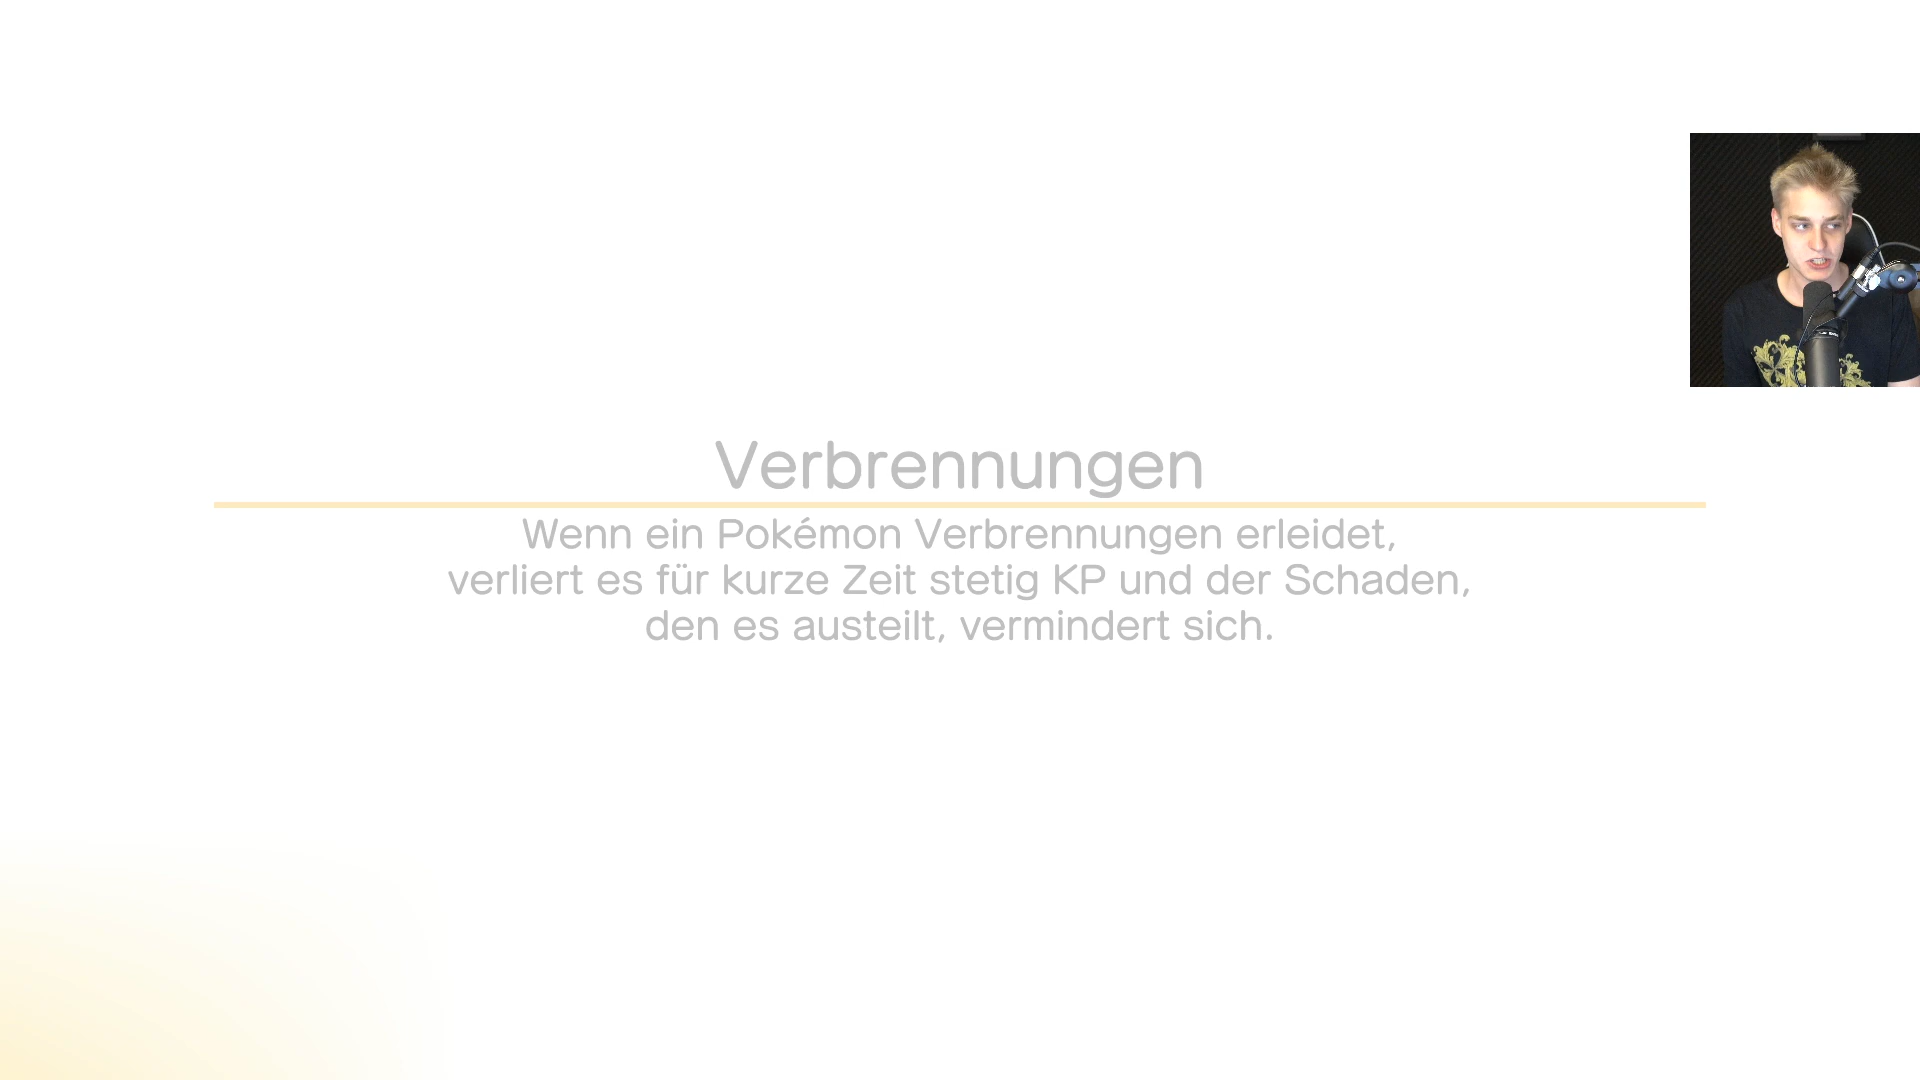 Verbrennungen
Wenn ein Pokémon Verbrennungen erleidet,
verliert es für kurze Zeit stetig KP und der Schaden,
den es austeilt, vermindert sich.